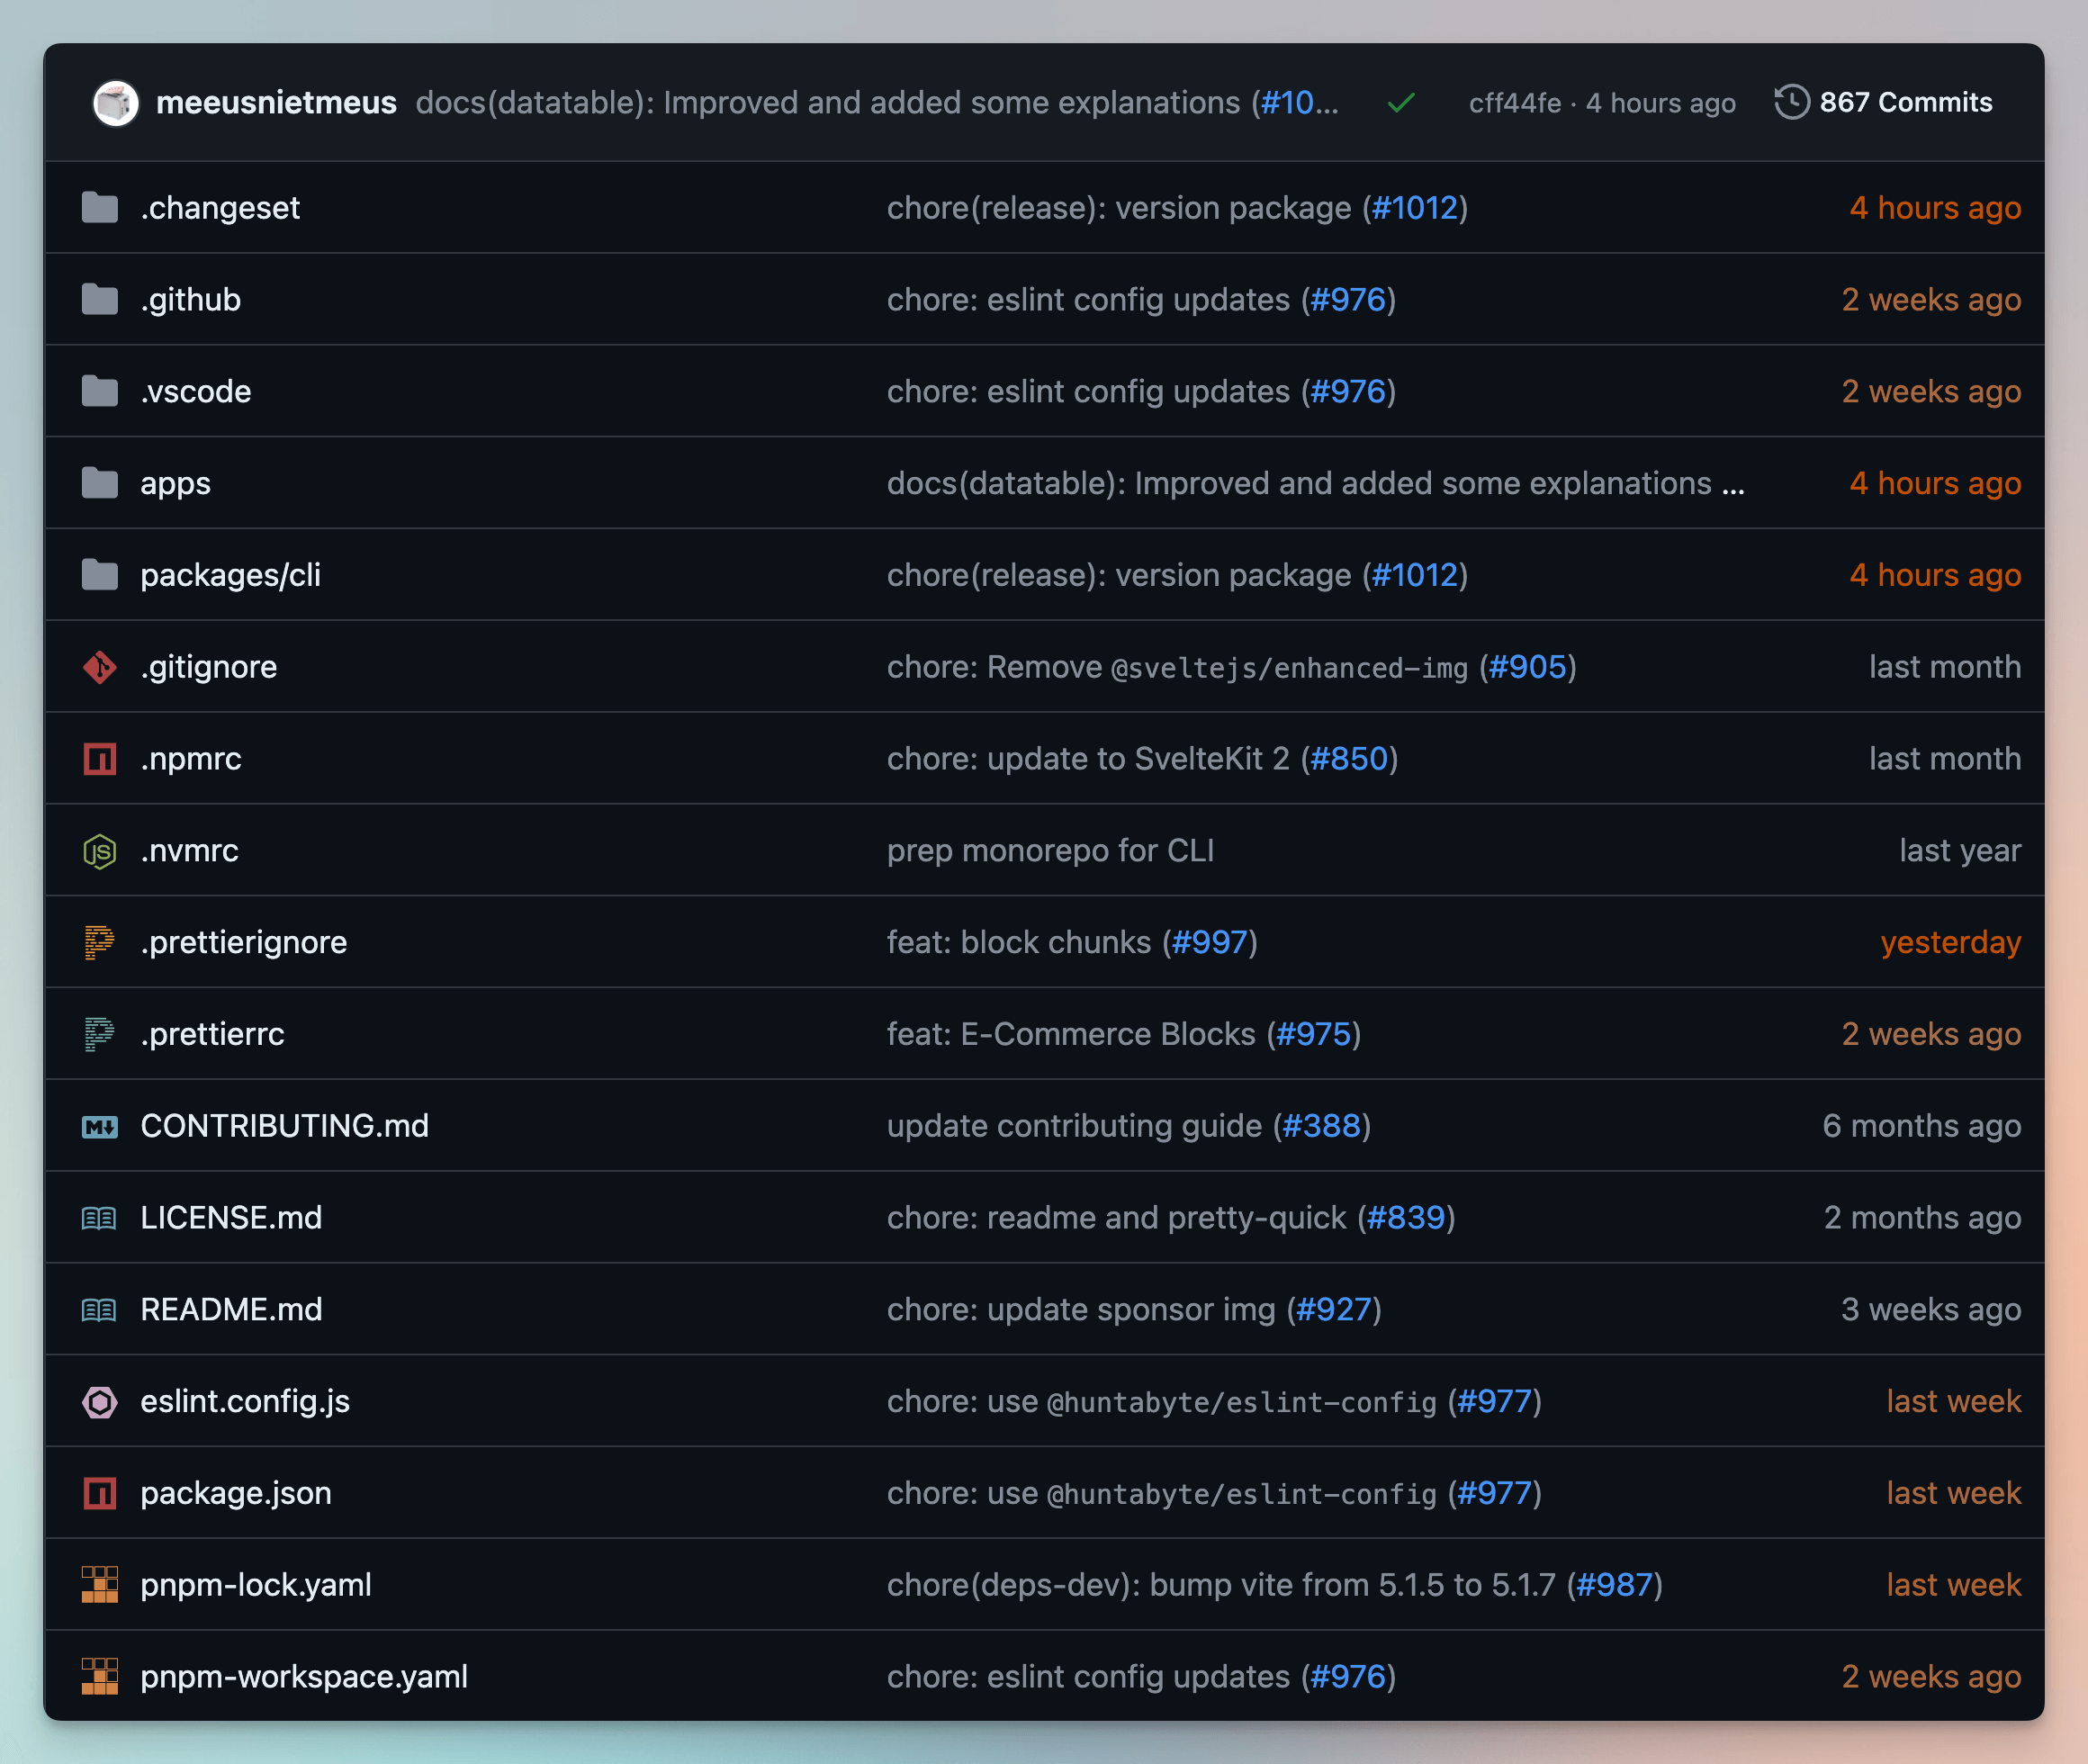 meeusnietmeus docs(datatable): Improved and added some explanations (#10... cff44fe · 4 hours ago 867 Commits
.changeset chore(release): version package (#1012) 4 hours ago
.github chore: eslint config updates (#976) 2 weeks ago
.vscode chore: eslint config updates (#976) 2 weeks ago
apps docs(datatable): Improved and added some explanations ... 4 hours ago
packages/cli chore(release): version package (#1012) 4 hours ago
.gitignore chore: Remove @sveltejs/enhanced-img (#905) last month
.npmrc chore: update to SvelteKit 2 (#850) last month
JS .nvmrc prep monorepo for CLI last year
.prettierignore feat: block chunks (#997) yesterday
.prettierrc feat: E-Commerce Blocks (#975) 2 weeks ago
M CONTRIBUTING.md update contributing guide (#388) 6 months ago
LICENSE.md chore: readme and pretty-quick (#839) 2 months ago
README.md chore: update sponsor img (#927) 3 weeks ago
eslint.config.js chore: use @huntabyte/eslint-config (#977) last week
package.json chore: use @huntabyte/eslint-config (#977) last week
pnpm-lock.yaml chore(deps-dev): bump vite from 5.1.5 to 5.1.7 (#987) last week
pnpm-workspace.yaml chore: eslint config updates (#976) 2 weeks ago